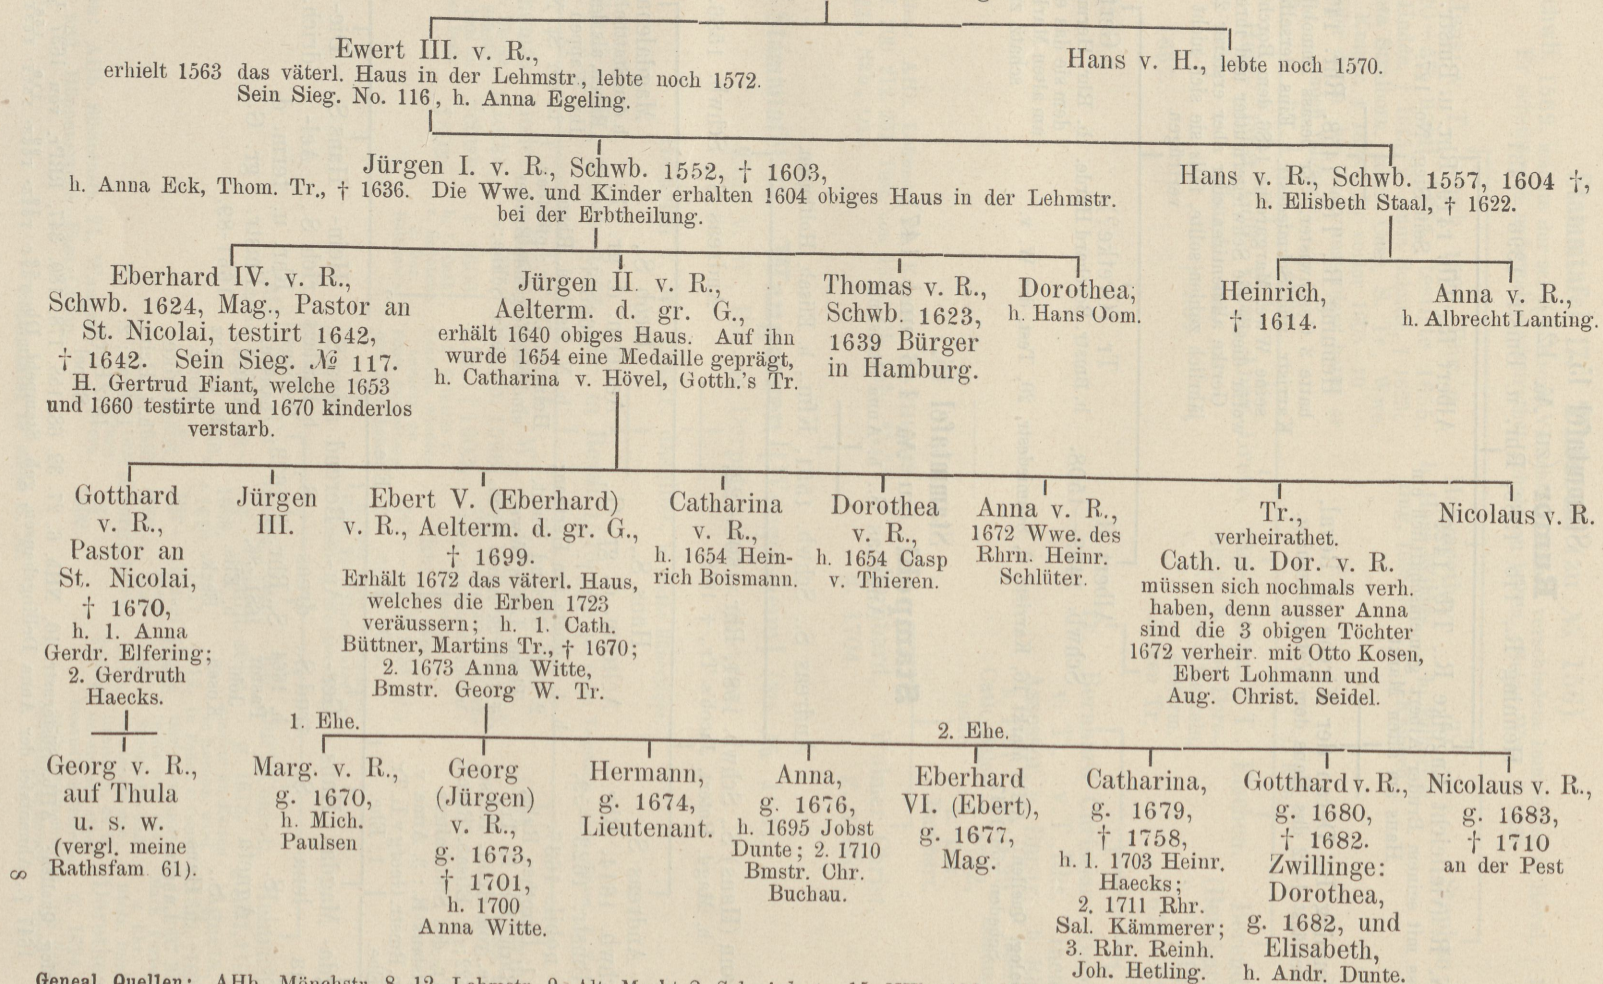 Ewert III. v. R.,
erhielt 1563 das väterl. Haus in der Lehmstr., lebte noch 1572.
Sein Sieg. No. 116, h. Anna Egeling.
Hans v. H., lebte noch 1570.
Jürgen I. v. R., Schwb. 1552, † 1603,
h. Anna Eck, Thom. Tr., † 1636. Die Wwe. und Kinder erhalten 1604 obiges Haus in der Lehmstr.
bei der Erbtheilung.
Hans v. R., Schwb. 1557, 1604 †,
h. Elisbeth Staal, † 1622.
Eberhard IV. v. R.,
Schwb. 1624, Mag., Pastor an
St. Nicolai, testirt 1642,
† 1642. Sein Sieg. № 117.
H. Gertrud Fiant, welche 1653
und 1660 testirte und 1670 kinderlos
verstarb.
Jürgen II. v. R.,
Aelterm. d. gr. G.,
erhält 1640 obiges Haus. Auf ihn
wurde 1654 eine Medaille geprägt,
h. Catharina v. Hövel, Gotth.'s Tr.
Thomas v. R.,
Schwb. 1623,
1639 Bürger
in Hamburg.
Dorothea,
h. Hans Oom.
Heinrich,
† 1614.
Anna v. R.,
h. Albrecht Lanting.
Gotthard
v. R.,
Pastor an
St. Nicolai,
† 1670,
h. 1. Anna
Gerdr. Elfering;
2. Gerdruth
Haecks.
Jürgen
III.
Ebert V. (Eberhard)
v. R., Aelterm. d. gr. G.,
† 1699.
Erhält 1672 das väterl. Haus,
welches die Erben 1723
veräussern; h. 1. Cath.
Büttner, Martins Tr., † 1670;
2. 1673 Anna Witte,
Bmstr. Georg W. Tr.
Catharina
v. R.,
h. 1654 Hein-
rich Boismann.
Dorothea
v. R.,
h. 1654 Casp
v. Thieren.
Anna v. R.,
1672 Wwe. des
Rhrn. Heinr.
Schlüter.
Tr.,
verheirathet.
Cath. u. Dor. v. R.
müssen sich nochmals verh.
haben, denn ausser Anna
sind die 3 obigen Töchter
1672 verheir. mit Otto Kosen,
Ebert Lohmann und
Aug. Christ. Seidel.
Nicolaus v. R.
1. Ehe.
2. Ehe.
Georg v. R.,
auf Thula
u. s. w.
(vergl. meine
Rathsfam. 61).
Marg. v. R.,
g. 1670,
h. Mich.
Paulsen
Georg
(Jürgen)
v. R.,
g. 1673,
† 1701,
h. 1700
Anna Witte.
Hermann,
g. 1674,
Lieutenant.
Anna,
g. 1676,
h. 1695 Jobst
Dunte; 2. 1710
Bmstr. Chr.
Buchau.
Eberhard
VI. (Ebert),
g. 1677,
Mag.
Catharina,
g. 1679,
† 1758,
h. 1. 1703 Heinr.
Haecks;
2. 1711 Rhr.
Sal. Kämmerer;
3. Rhr. Reinh.
Joh. Hetling.
Gotthard v. R.,
g. 1680,
† 1682.
Zwillinge:
Dorothea,
g. 1682, und
Elisabeth,
h. Andr. Dunte.
Nicolaus v. R.,
g. 1683,
† 1710
an der Pest
8
Geneal. Quellen: